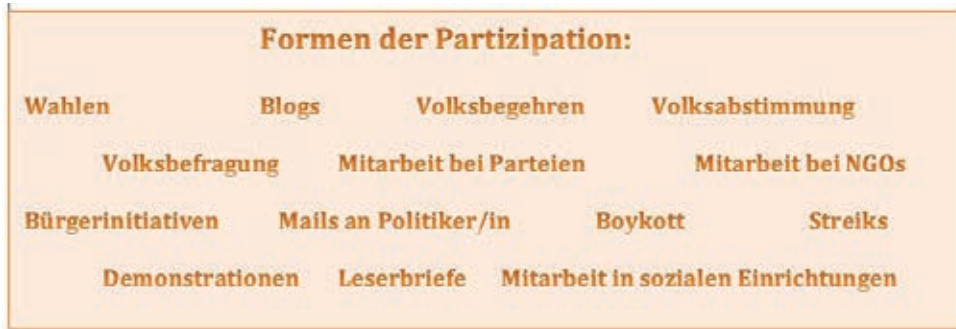 Formen der Partizipation:
Wahlen Blogs Volksbegehren Volksabstimmung
Volksbefragung Mitarbeit bei Parteien Mitarbeit bei NGOs
Bürgerinitiativen Mails an Politiker/in Boykott Streiks
Demonstrationen Leserbriefe Mitarbeit in sozialen Einrichtungen